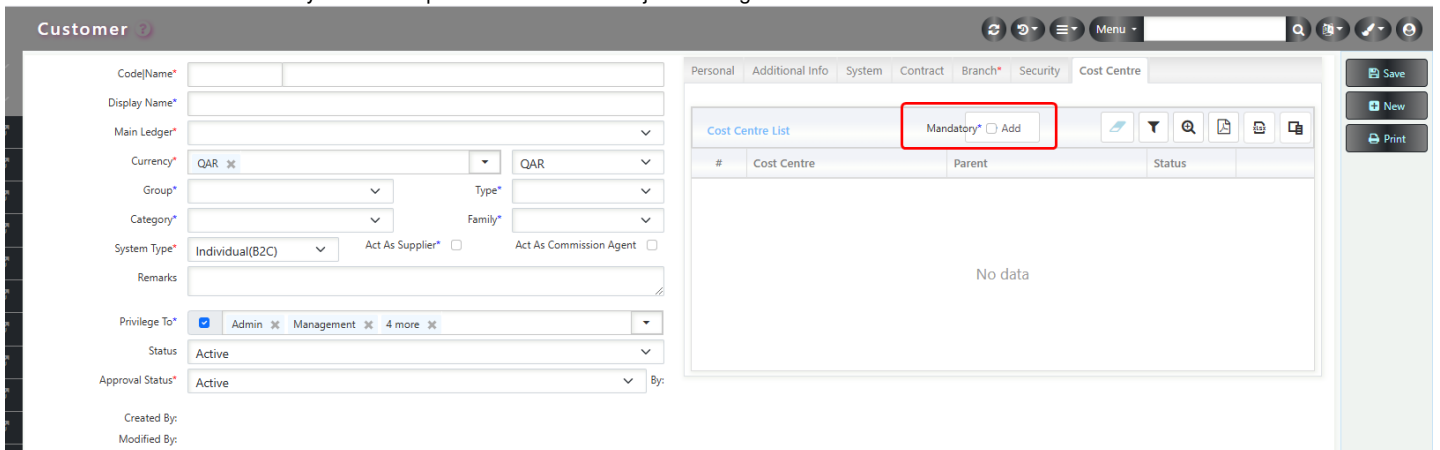 Customer ?
Menu
Code|Name*
Display Name*
Main Ledger*
Currency* QAR QAR
Group* Type*
Category* Family*
System Type* Individual(B2C) Act As Supplier* Act As Commission Agent
Remarks
Privilege To* Admin Management 4 more
Status Active
Approval Status* Active By:
Created By:
Modified By:
Personal Additional Info System Contract Branch* Security Cost Centre
Cost Centre List Mandatory* Add
# Cost Centre Parent Status
No data
Save
New
Print